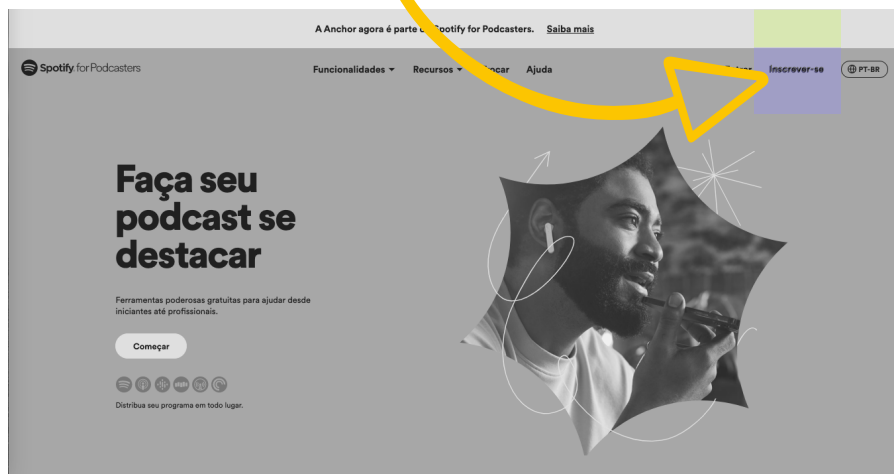 A Anchor agora é parte do Spotify for Podcasters. Saiba mais
Spotify for Podcasters
Funcionalidades Recursos Trocar Ajuda Entrar Inscrever-se PT-BR
Faça seu
podcast se
destacar
Ferramentas poderosas gratuitas para ajudar desde
iniciantes até profissionais.
Começar
Distribua seu programa em todo lugar.